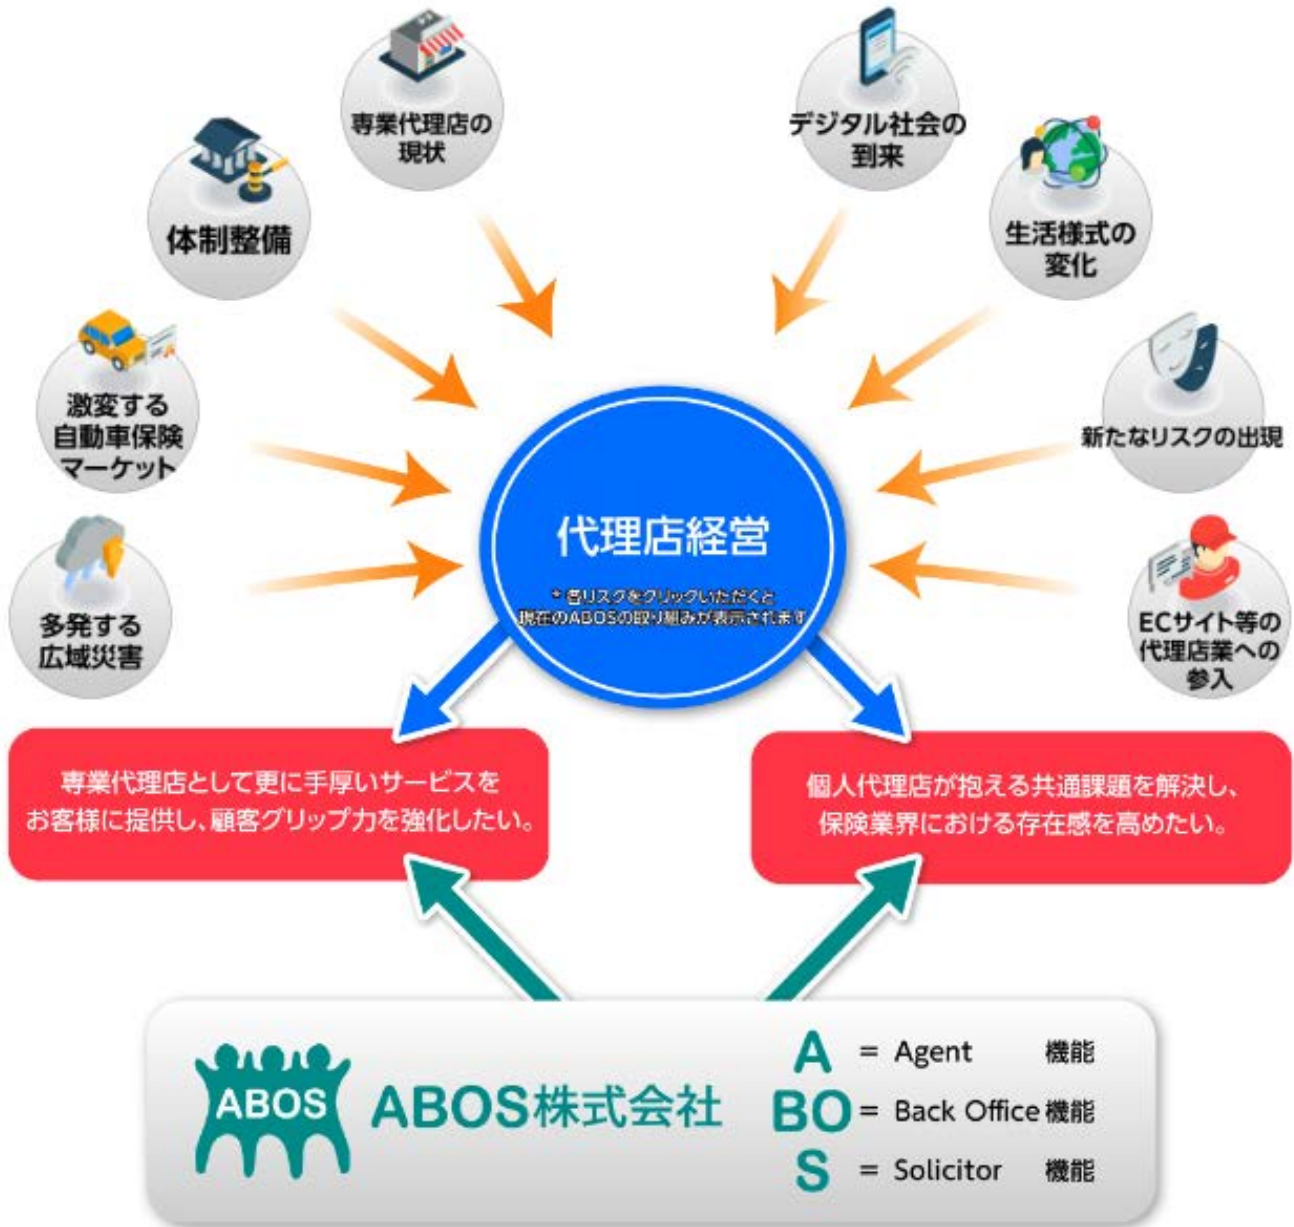 専業代理店の
現状
デジタル社会の
到来
体制整備
生活様式の
変化
激変する
自動車保険
マーケット
新たなリスクの出現
多発する
広域災害
ECサイト等の
代理店業への
参入
代理店経営
* 各リスクをクリックいただくと
現在のABOSの取り組みが表示されます
専業代理店として更に手厚いサービスを
お客様に提供し、顧客グリップ力を強化したい。
個人代理店が抱える共通課題を解決し、
保険業界における存在感を高めたい。
ABOS
ABOS株式会社
A = Agent 機能
BO = Back Office 機能
S = Solicitor 機能